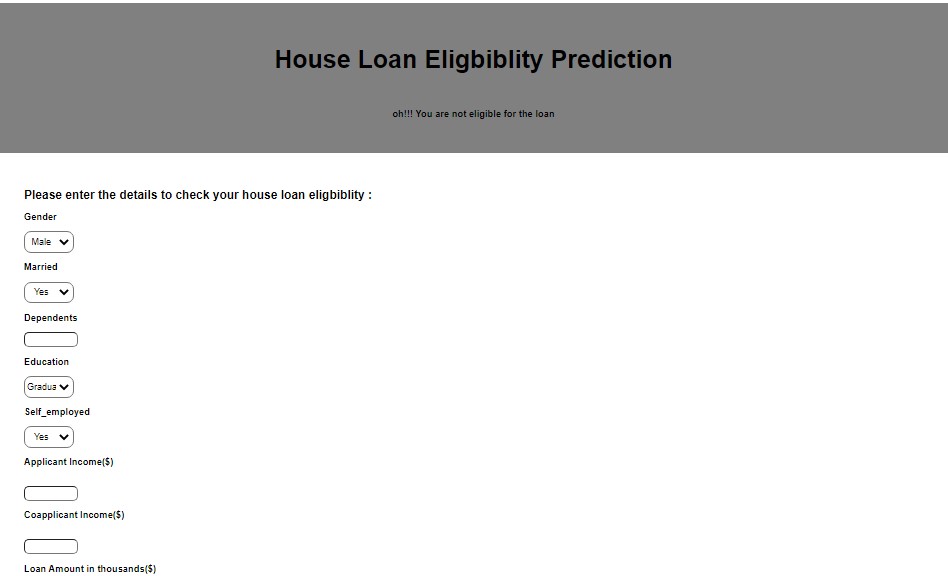 House Loan Eligbiblity Prediction
oh!!! You are not eligible for the loan
Please enter the details to check your house loan eligbiblity :
Gender
Male
Married
Yes
Dependents
Education
Gradua
Self_employed
Yes
Applicant Income($)
Coapplicant Income($)
Loan Amount in thousands($)